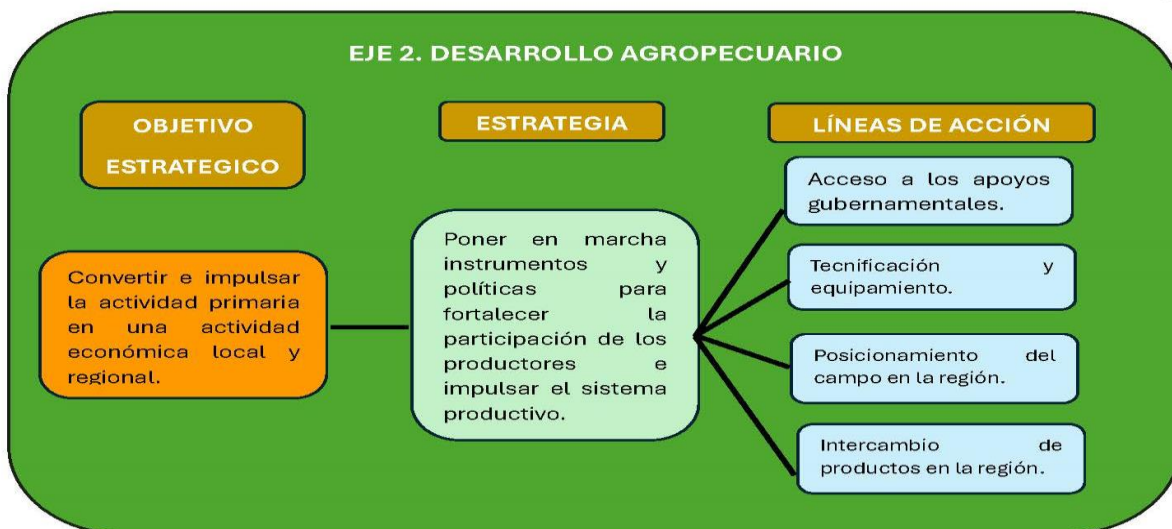 EJE 2. DESARROLLO AGROPECUARIO
OBJETIVO
ESTRATEGICO
ESTRATEGIA
LÍNEAS DE ACCIÓN
Convertir e impulsar
la actividad primaria
en una actividad
económica local y
regional.
Poner en marcha
instrumentos y
políticas para
fortalecer la
participación de los
productores e
impulsar el sistema
productivo.
Acceso a los apoyos
gubernamentales.
Tecnificación y
equipamiento.
Posicionamiento del
campo en la región.
Intercambio de
productos en la región.